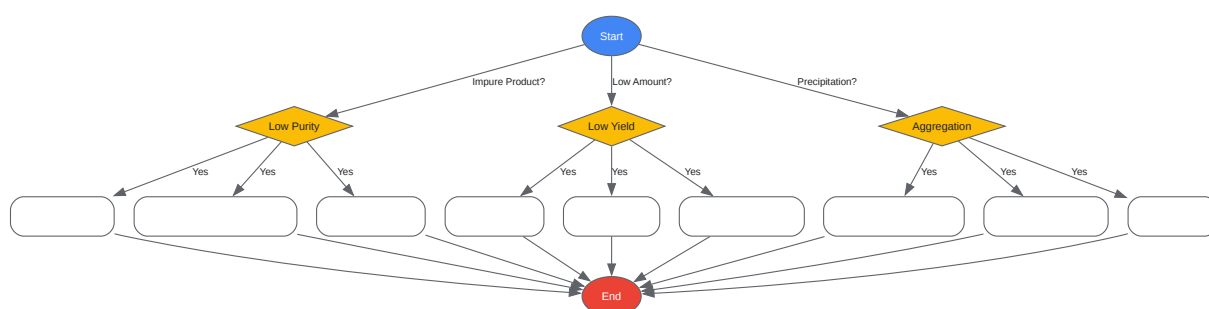 Start
Impure Product?
Low Amount?
Precipitation?
Low Purity
Low Yield
Aggregation
Yes
Yes
Yes
Yes
Yes
Yes
Yes
Yes
Yes
End